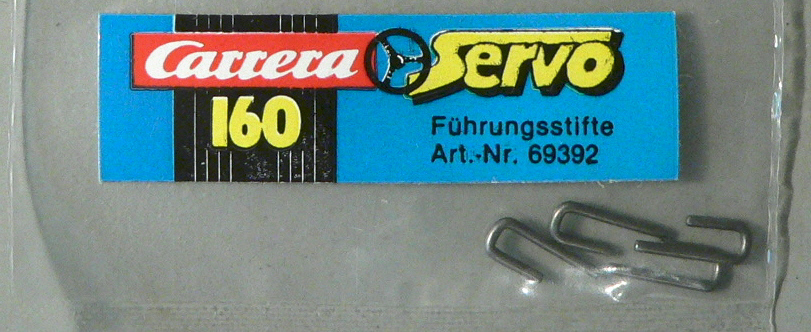 Carrera Servo
160
Führungsstifte
Art.-Nr. 69392